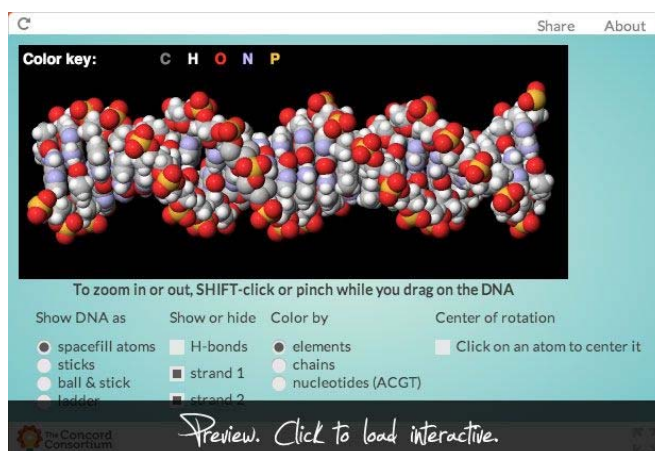 Share About
Color key: C H O N P
To zoom in or out, SHIFT-click or pinch while you drag on the DNA
Show DNA as
spacefill atoms
sticks
ball & stick
ladder
Show or hide
H-bonds
strand 1
strand 2
Color by
elements
chains
nucleotides (ACGT)
Center of rotation
Click on an atom to center it
Preview. Click to load interactive.
The Concord
Consortium